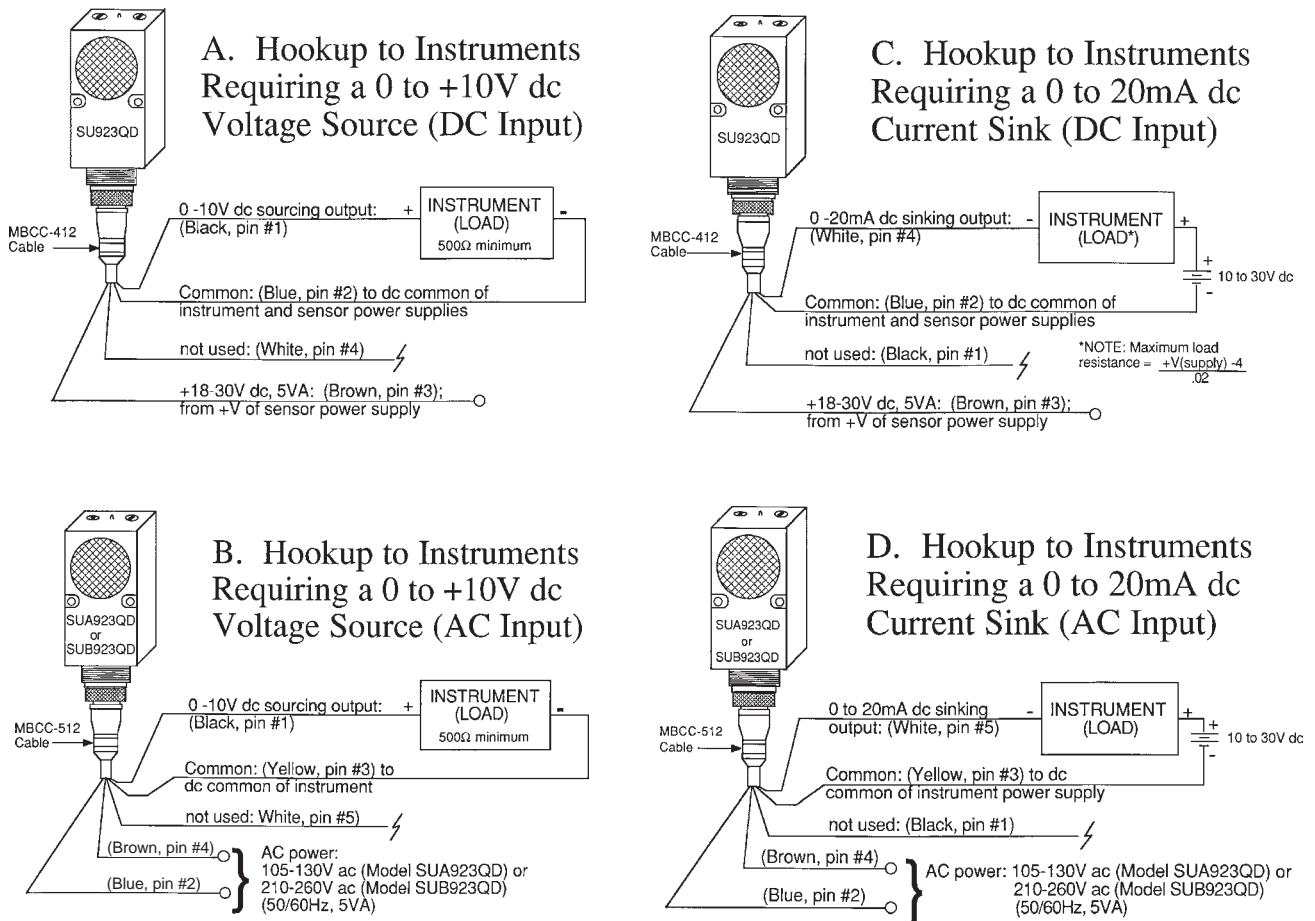 A. Hookup to Instruments
Requiring a 0 to +10V dc
Voltage Source (DC Input)
SU923QD
MBCC-412
Cable
0 -10V dc sourcing output:
(Black, pin #1)
+
INSTRUMENT
(LOAD)
500Ω minimum
-
Common: (Blue, pin #2) to dc common of
instrument and sensor power supplies
not used: (White, pin #4)
+18-30V dc, 5VA: (Brown, pin #3);
from +V of sensor power supply
C. Hookup to Instruments
Requiring a 0 to 20mA dc
Current Sink (DC Input)
SU923QD
MBCC-412
Cable
0 -20mA dc sinking output:
(White, pin #4)
-
INSTRUMENT
(LOAD*)
+
+
10 to 30V dc
-
Common: (Blue, pin #2) to dc common of
instrument and sensor power supplies
not used: (Black, pin #1)
*NOTE: Maximum load
resistance = +V(supply) -4
.02
+18-30V dc, 5VA: (Brown, pin #3);
from +V of sensor power supply
B. Hookup to Instruments
Requiring a 0 to +10V dc
Voltage Source (AC Input)
SUA923QD
or
SUB923QD
MBCC-512
Cable
0 -10V dc sourcing output:
(Black, pin #1)
+
INSTRUMENT
(LOAD)
500Ω minimum
-
Common: (Yellow, pin #3) to
dc common of instrument
not used: White, pin #5)
(Brown, pin #4)
(Blue, pin #2)
AC power:
105-130V ac (Model SUA923QD) or
210-260V ac (Model SUB923QD)
(50/60Hz, 5VA)
D. Hookup to Instruments
Requiring a 0 to 20mA dc
Current Sink (AC Input)
SUA923QD
or
SUB923QD
MBCC-512
Cable
0 to 20mA dc sinking
output: (White, pin #5)
-
INSTRUMENT
(LOAD)
+
+
10 to 30V dc
-
Common: (Yellow, pin #3) to dc
common of instrument power supply
not used: (Black, pin #1)
(Brown, pin #4)
(Blue, pin #2)
AC power: 105-130V ac (Model SUA923QD) or
210-260V ac (Model SUB923QD)
(50/60Hz, 5VA)